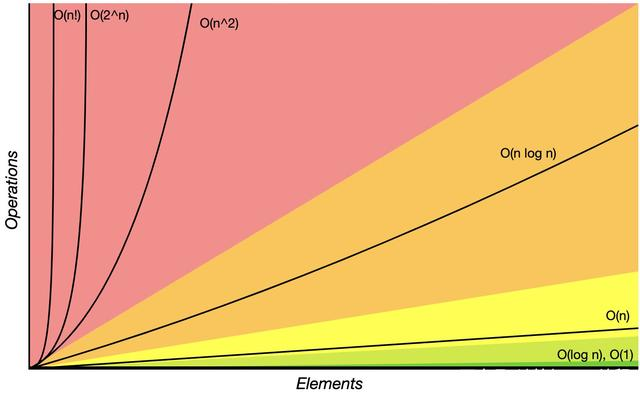 O(n!)
O(2^n)
O(n^2)
O(n log n)
O(n)
O(log n), O(1)
Operations
Elements